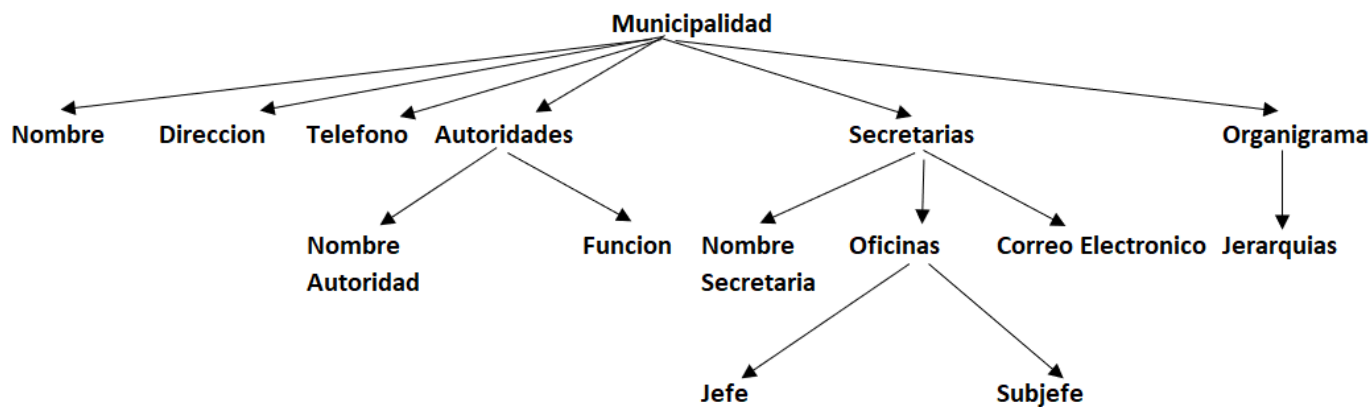 Municipalidad
Nombre Direccion Telefono Autoridades Secretarias Organigrama
Nombre Autoridad
Funcion
Nombre Secretaria
Oficinas
Correo Electronico
Jerarquias
Jefe Subjefe